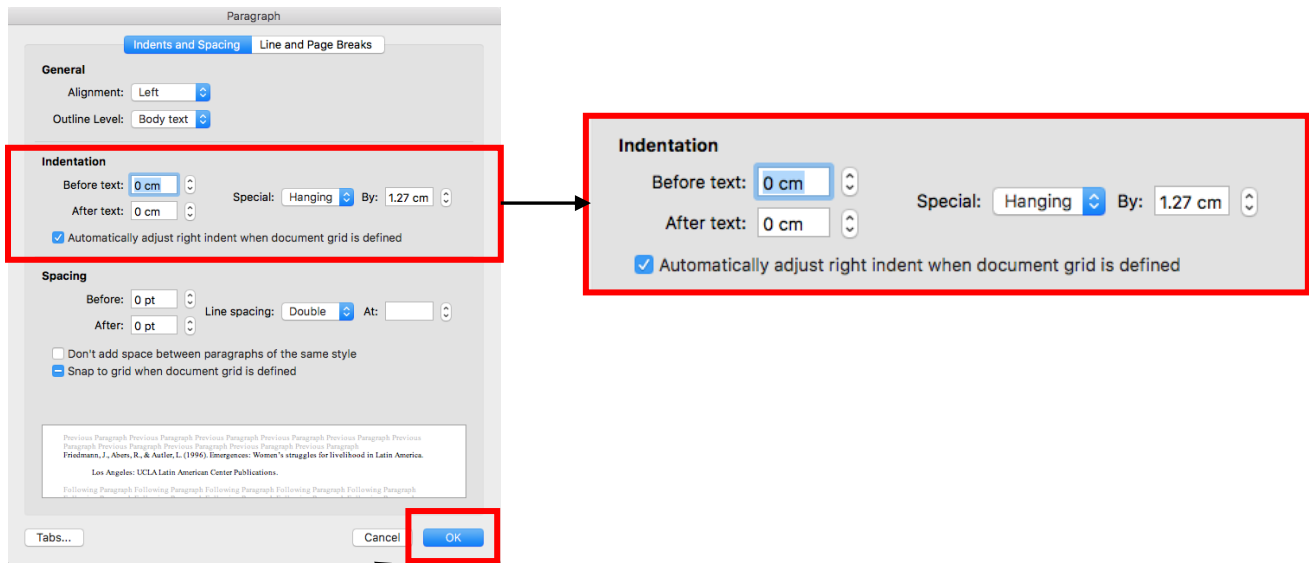 Paragraph
Indents and Spacing Line and Page Breaks
General
Alignment: Left
Outline Level: Body text
Indentation
Before text: 0 cm
After text: 0 cm
Special: Hanging By: 1.27 cm
Automatically adjust right indent when document grid is defined
Spacing
Before: 0 pt
After: 0 pt
Line spacing: Double At:
Don't add space between paragraphs of the same style
Snap to grid when document grid is defined
Previous Paragraph Previous Paragraph Previous Paragraph Previous Paragraph Previous Paragraph Previous
Paragraph Previous Paragraph Previous Paragraph Previous Paragraph Previous Paragraph
Friedmann, J., Abers, R., & Autler, L. (1996). Emergences: Women's struggles for livelihood in Latin America.
Los Angeles: UCLA Latin American Center Publications.
Following Paragraph Following Paragraph Following Paragraph Following Paragraph Following Paragraph
Tabs... Cancel OK
Indentation
Before text: 0 cm
After text: 0 cm
Special: Hanging By: 1.27 cm
Automatically adjust right indent when document grid is defined